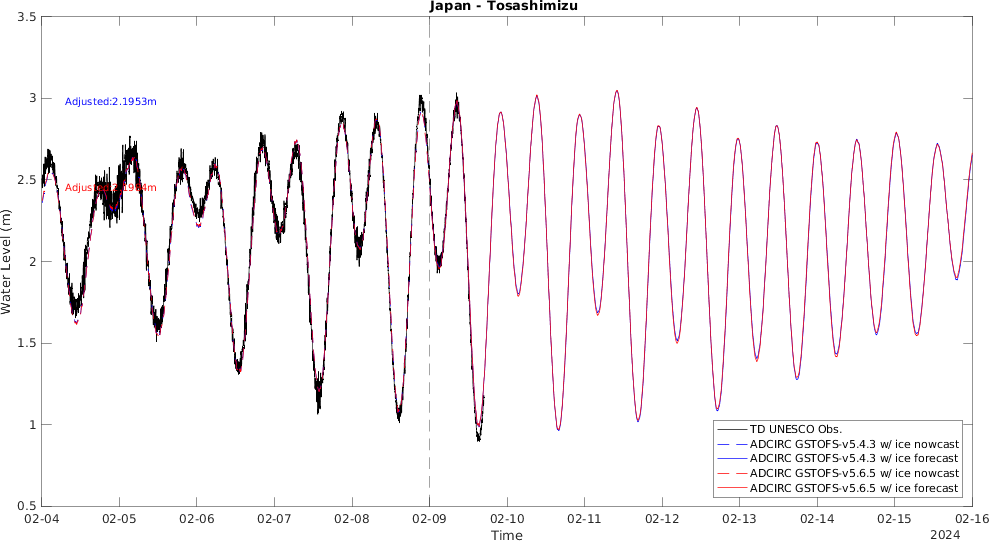 Japan - Tosashimizu
3.5
3
2.5
2
1.5
1
0.5
Water Level (m)
Adjusted:2.1953m
Adjusted:2.1994m
TD UNESCO Obs.
ADCIRC GSTOFS-v5.4.3 w/ ice nowcast
ADCIRC GSTOFS-v5.4.3 w/ ice forecast
ADCIRC GSTOFS-v5.6.5 w/ ice nowcast
ADCIRC GSTOFS-v5.6.5 w/ ice forecast
02-04 02-05 02-06 02-07 02-08 02-09 02-10 02-11 02-12 02-13 02-14 02-15 02-16
Time
2024